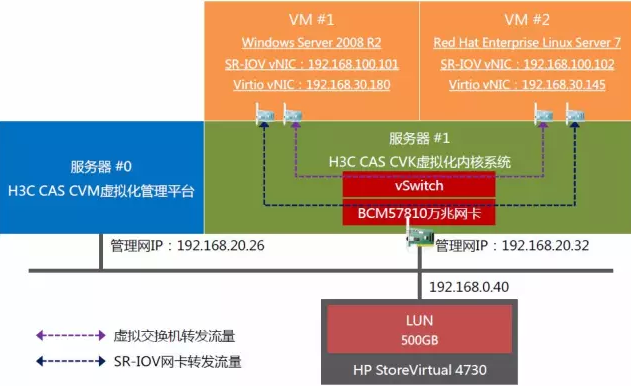 VM #1
Windows Server 2008 R2
SR-IOV vNIC：192.168.100.101
Virtio vNIC：192.168.30.180
VM #2
Red Hat Enterprise Linux Server 7
SR-IOV vNIC：192.168.100.102
Virtio vNIC：192.168.30.145
服务器 #0
H3C CAS CVM虚拟化管理平台
服务器 #1
H3C CAS CVK虚拟化内核系统
vSwitch
BCM57810万兆网卡
管理网IP：192.168.20.26
管理网IP：192.168.20.32
192.168.0.40
LUN
500GB
HP StoreVirtual 4730
虚拟交换机转发流量
SR-IOV网卡转发流量